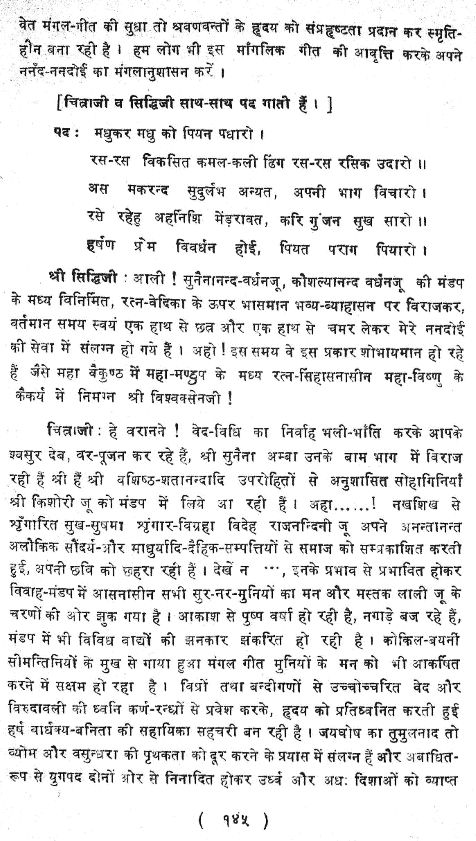 वेत मंगल-गीत की सुधा तो श्रवणवन्तों के हृदय को संप्रहृष्टता प्रदान कर स्मृति-
हीन बना रही है । हम लोग भी इस मांगलिक गीत की आवृत्ति करके अपने
ननँद-ननदोई का मंगलानुशासन करें ।
[ चित्राजी व सिद्धिजी साथ-साथ पद गाती हैं । ]
पद : मधुकर मधु को पियन पधारो ।
रस-रस विकसित कमल-कली ढिंग रस-रस रसिक उदारो ॥
अस मकरन्द सुदुर्लभ अन्यत, अपनी भाग विचारो ।
रसे रहेहु अहनिशि मेंड़रावत, करि गुंजन सुख सारो ।
हर्षण प्रेम विवर्धन होई, पियत पराग पियारो ।
श्री सिद्धिजी : आली ! सुनैनानन्द-वर्धनजू, कौशल्यानन्द वर्धनजू की मंडप
के मध्य विनिर्मित, रत्न-वेदिका के ऊपर भासमान भव्य-व्याहासन पर विराजकर,
वर्तमान समय स्वयं एक हाथ से छत्र और एक हाथ से चमर लेकर मेरे ननदोई
की सेवा में संलग्न हो गये हैं । अहो ! इस समय वे इस प्रकार शोभायमान हो रहे
हैं जैसे महा वैकुण्ठ में महा-मण्डप के मध्य रत्न-सिंहासनासीन महा-विष्णु के
कैंकर्य में निमग्न श्री विश्वक्सेनजी !
चित्राजी : हे वरानने ! वेद-विधि का निर्वाह भली-भाँति करके आपके
श्वसुर देव, वर-पूजन कर रहे हैं, श्री सुनैना अम्बा उनके बाम भाग में विराज
रही हैं श्री हैं श्री वशिष्ठ-शतानन्दादि उपरोहितों से अनुशासित सोहागिनियाँ
श्री किशोरी जू को मंडप में लिये आ रही हैं । अहा......! नखशिख से
श्रृंगारित सुख-सुषमा श्रृंगार-विग्रहा विदेह राजनन्दिनी जू अपने अनन्तानन्त
अलौकिक सौंदर्य-और माधुर्यादि-दैहिक-सम्पत्तियों से समाज को सम्प्रकाशित करती
हुई, अपनी छवि को छहरा रही हैं । देखें न ..., इनके प्रभाव से प्रभावित होकर
विवाह-मंडप में आसनासीन सभी सुर-नर-मुनियों का मन और मस्तक लाली जू के
चरणों की ओर झुक गया है । आकाश से पुष्प वर्षा हो रही है, नगाड़े बज रहे हैं,
मंडप में भी विविध वाद्यों की झनकार झंकरित हो रही है । कोकिल-बयनी
सीमन्तिनियों के मुख से गाया हुआ मंगल गीत मुनियों के मन को भी आकर्षित
करने में सक्षम हो रहा है । विप्रों तथा बन्दीगणों से उच्चोच्चरित वेद और
विरुदावली की ध्वनि कर्ण-रन्ध्रों से प्रवेश करके, हृदय को प्रतिध्वनित करती हुई
हर्ष वार्धक्य-बनिता की सहायिका सहचरी बन रही है । जयघोष का तुमुलनाद तो
व्योम और वसुन्धरा की पृथकता को दूर करने के प्रयास में संलग्न हैं और अबाधित-
रूप से युगपद दोनों ओर से निनादित होकर उर्ध्व और अधः दिशाओं को व्याप्त
( १४५ )